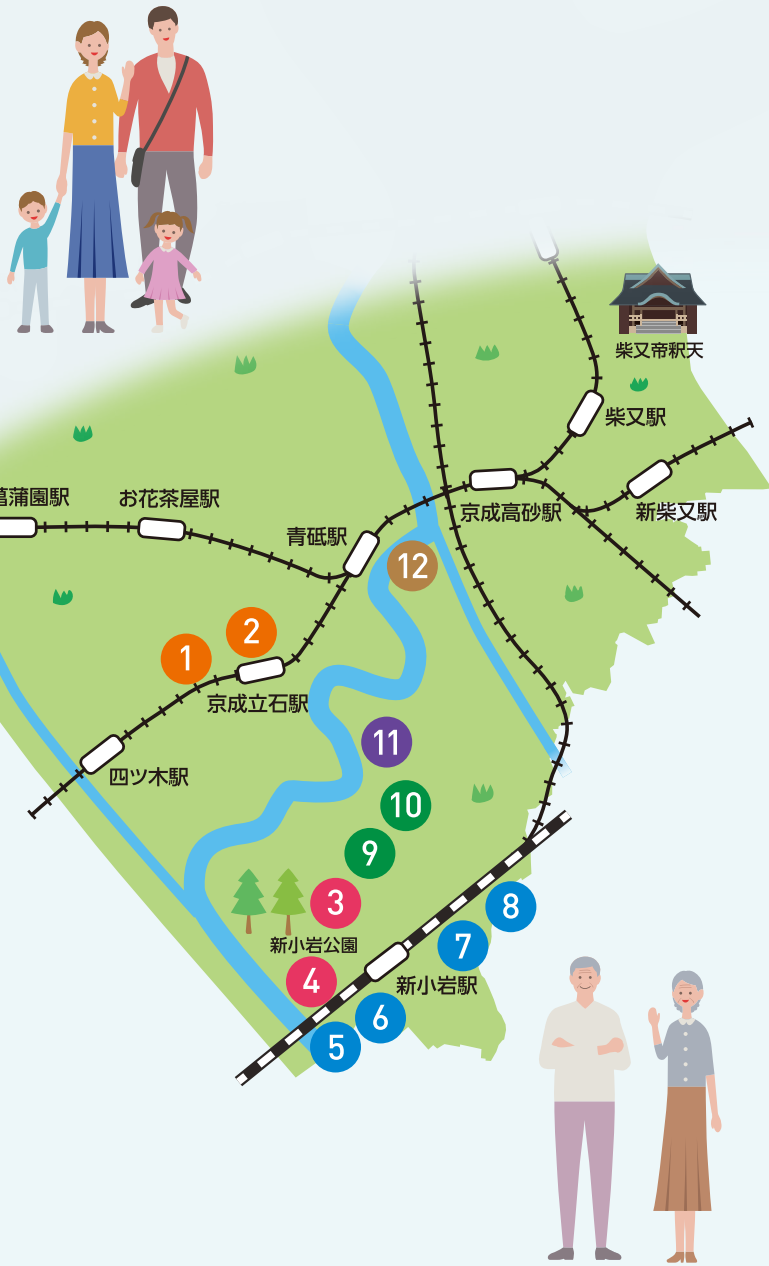 柴又帝釈天
柴又駅
菖蒲園駅
お花茶屋駅
京成高砂駅
新柴又駅
青砥駅
12
2
1
京成立石駅
11
四ツ木駅
10
9
3
8
新小岩公園
7
4
新小岩駅
6
5